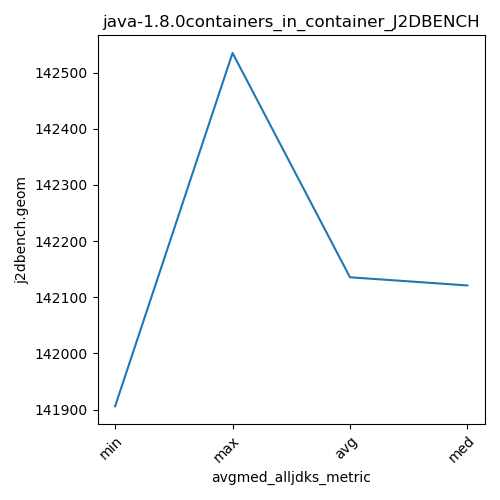 java-1.8.0containers_in_container_J2DBENCH
142500
142400
142300
142200
142100
142000
141900
j2dbench.geom
min
max
avg
med
avgmed_alljdks_metric